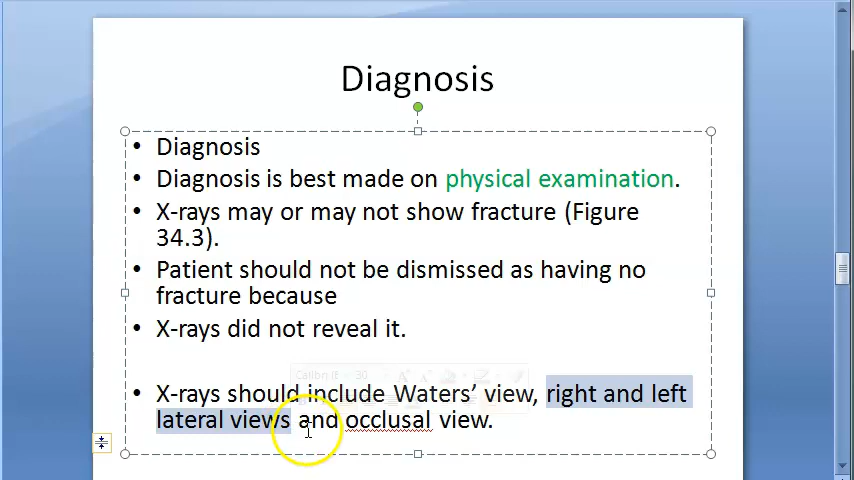 Diagnosis
• Diagnosis
• Diagnosis is best made on physical examination.
• X-rays may or may not show fracture (Figure
34.3).
• Patient should not be dismissed as having no
fracture because
• X-rays did not reveal it.
30
• X-rays should include Waters’ view, right and left
lateral views and occlusal view.